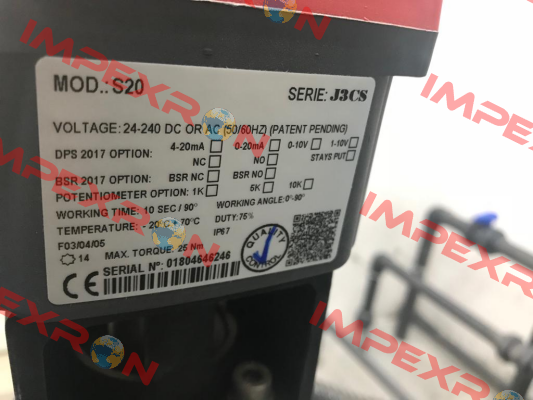 MOD.: S20
SERIE: J3CS
VOLTAGE: 24-240 DC OR AC (50/60HZ) (PATENT PENDING)
DPS 2017 OPTION: 4-20mA 0-20mA 0-10V 1-10V
NC NO STAYS PUT
BSR 2017 OPTION: BSR NC BSR NO
POTENTIOMETER OPTION: 1K 5K 10K
WORKING TIME: 10 SEC / 90° WORKING ANGLE: 0°-90°
TEMPERATURE: - 20°C + 70°C DUTY: 75%
F03/04/05 IP67
14 MAX. TORQUE: 25 Nm
SERIAL Nº: 01804646246
CE
QUALITY CONTROL
IMPEXRON
IMPEXRON
IMPEXRON
IMPEXRON